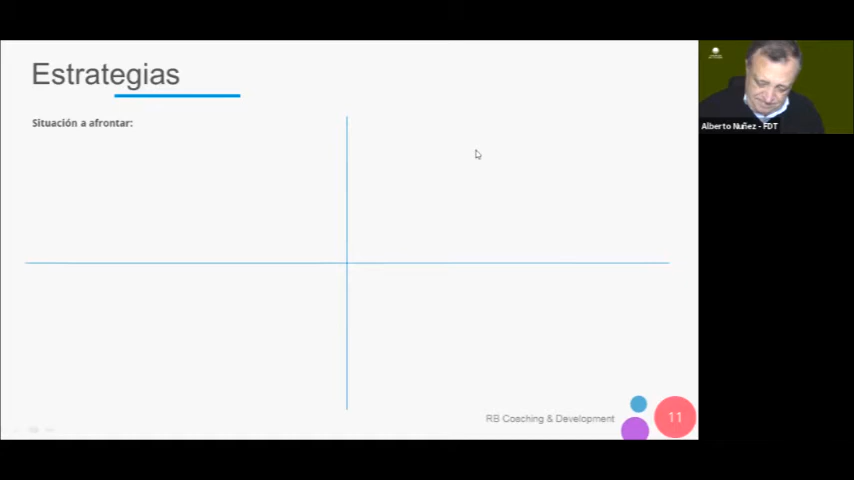 Estrategias
Situación a afrontar:
Alberto Nuñez - FDT
RB Coaching & Development
11